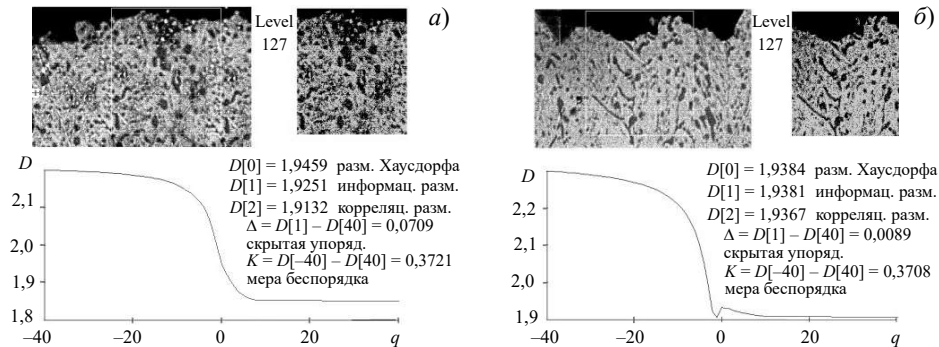 а)
Level
127
D
D[0] = 1,9459 разм. Хаусдорфа
D[1] = 1,9251 информац. разм.
D[2] = 1,9132 корреляц. разм.
Δ = D[1] – D[40] = 0,0709
скрытая упоряд.
K = D[–40] – D[40] = 0,3721
мера беспорядка
2,1
2,0
1,9
1,8
–40
–20
0
20
q
б)
Level
127
D
D[0] = 1,9384 разм. Хаусдорфа
D[1] = 1,9381 информац. разм.
D[2] = 1,9367 корреляц. разм.
Δ = D[1] – D[40] = 0,0089
скрытая упоряд.
K = D[–40] – D[40] = 0,3708
мера беспорядка
2,2
2,1
2,0
1,9
–40
–20
0
20
q